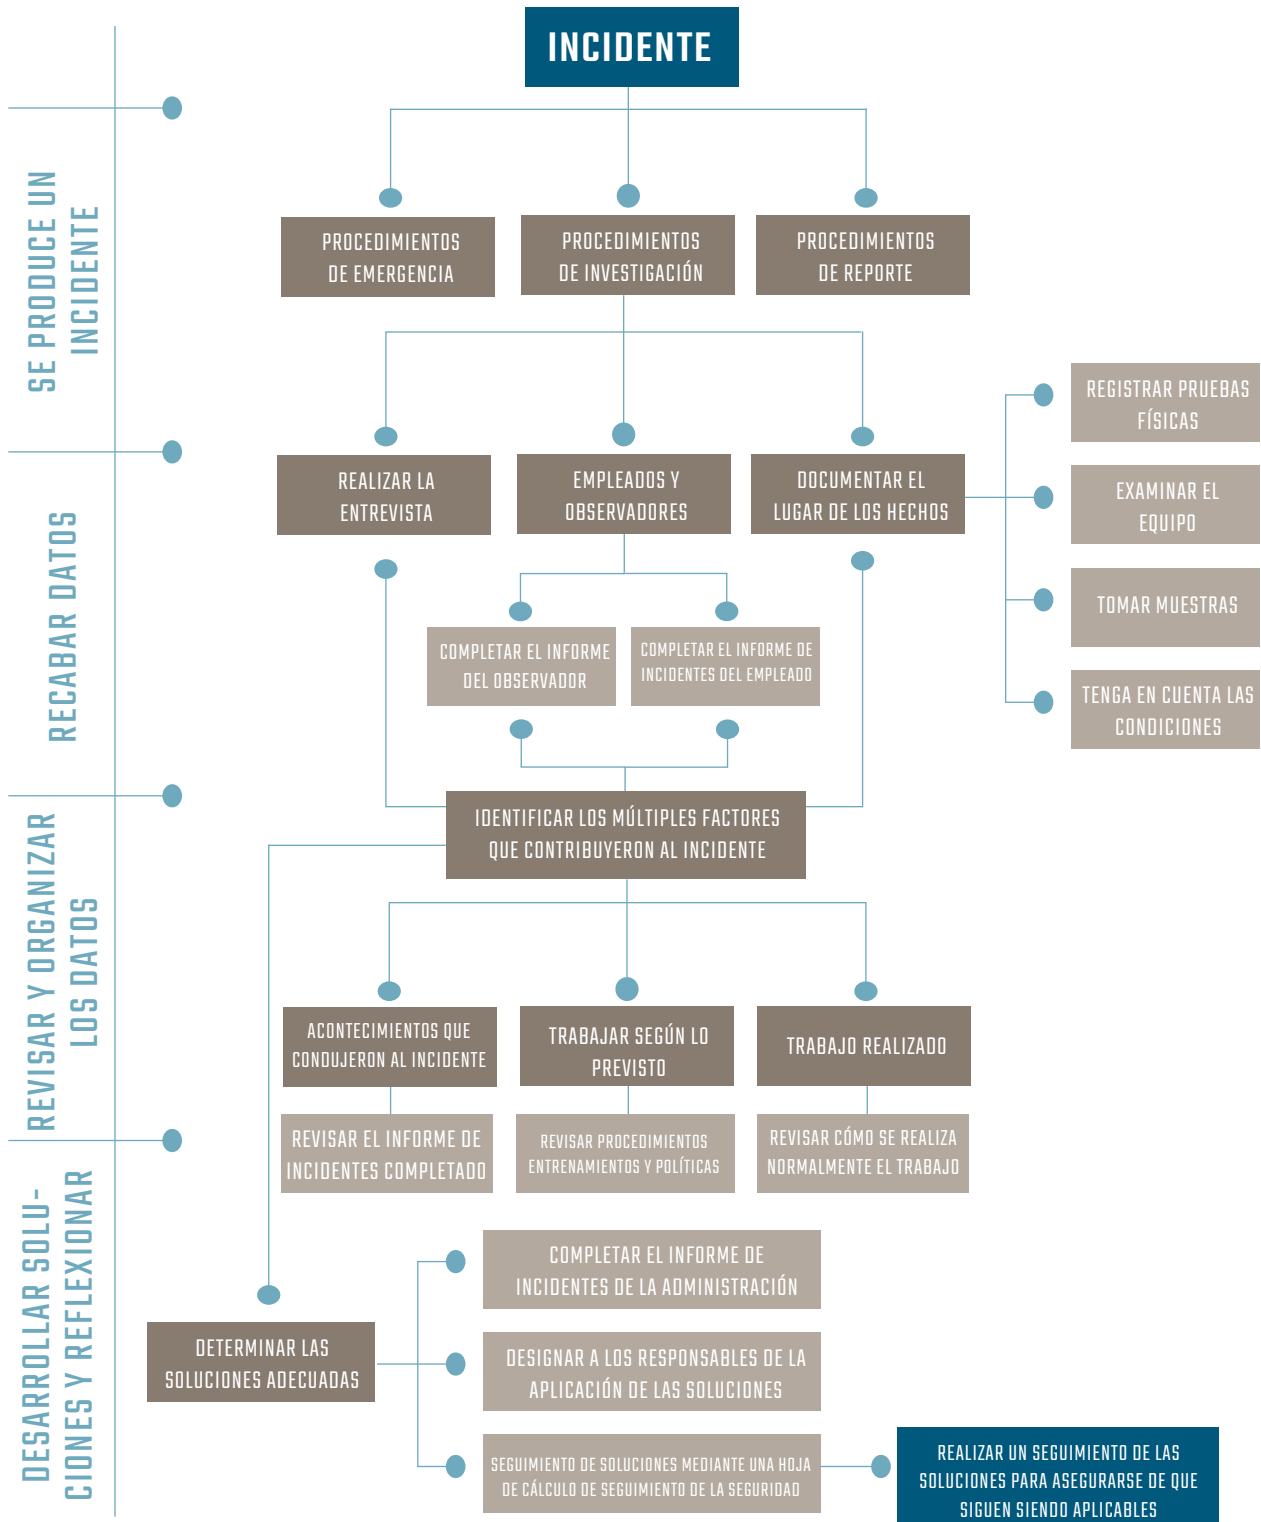 INCIDENTE
SE PRODUCE UN
INCIDENTE
PROCEDIMIENTOS
DE EMERGENCIA
PROCEDIMIENTOS
DE INVESTIGACIÓN
PROCEDIMIENTOS
DE REPORTE
RECABAR DATOS
REALIZAR LA
ENTREVISTA
EMPLEADOS Y
OBSERVADORES
DOCUMENTAR EL
LUGAR DE LOS HECHOS
REGISTRAR PRUEBAS
FÍSICAS
EXAMINAR EL
EQUIPO
TOMAR MUESTRAS
TENGA EN CUENTA LAS
CONDICIONES
COMPLETAR EL INFORME
DEL OBSERVADOR
COMPLETAR EL INFORME DE
INCIDENTES DEL EMPLEADO
REVISAR Y ORGANIZAR
LOS DATOS
IDENTIFICAR LOS MÚLTIPLES FACTORES
QUE CONTRIBUYERON AL INCIDENTE
ACONTECIMIENTOS QUE
CONDUJERON AL INCIDENTE
TRABAJAR SEGÚN LO
PREVISTO
TRABAJO REALIZADO
REVISAR EL INFORME DE
INCIDENTES COMPLETADO
REVISAR PROCEDIMIENTOS
ENTRENAMIENTOS Y POLÍTICAS
REVISAR CÓMO SE REALIZA
NORMALMENTE EL TRABAJO
DESARROLLAR SOLU-
CIONES Y REFLEXIONAR
DETERMINAR LAS
SOLUCIONES ADECUADAS
COMPLETAR EL INFORME DE
INCIDENTES DE LA ADMINISTRACIÓN
DESIGNAR A LOS RESPONSABLES DE LA
APLICACIÓN DE LAS SOLUCIONES
SEGUIMIENTO DE SOLUCIONES MEDIANTE UNA HOJA
DE CÁLCULO DE SEGUIMIENTO DE LA SEGURIDAD
REALIZAR UN SEGUIMIENTO DE LAS
SOLUCIONES PARA ASEGURARSE DE QUE
SIGUEN SIENDO APLICABLES